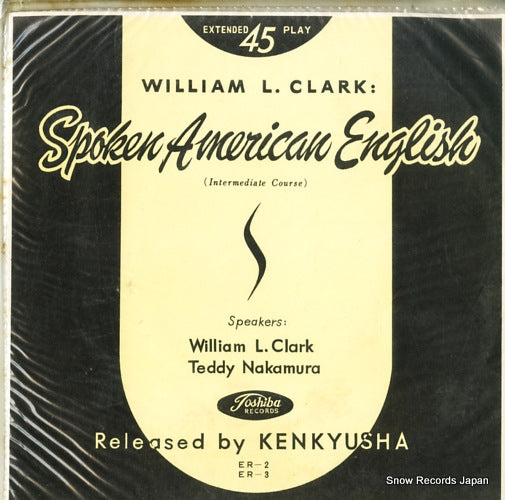 EXTENDED 45 PLAY
WILLIAM L. CLARK:
Spoken American English
(Intermediate Course)
Speakers:
William L. Clark
Teddy Nakamura
Toshiba
RECORDS
Released by KENKYUSHA
ER-2
ER-3
Snow Records Japan